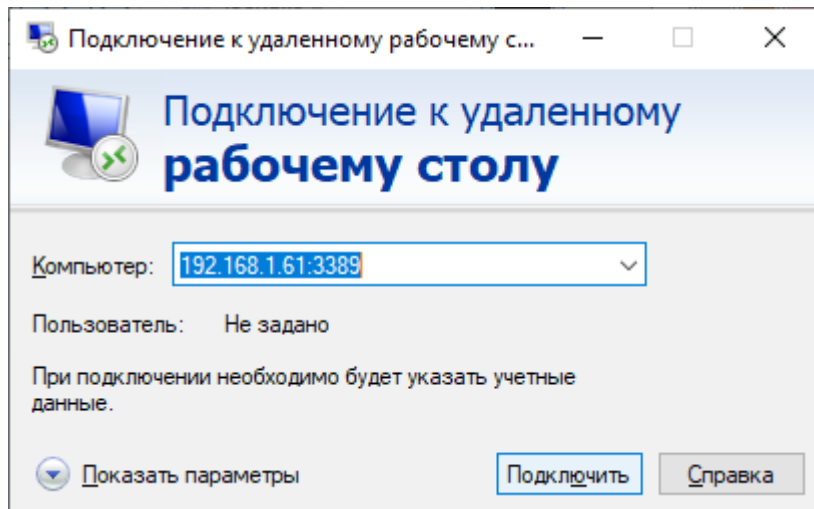 Подключение к удаленному рабочему с...
Подключение к удаленному
рабочему столу
Компьютер: 192.168.1.61:3389
Пользователь: Не задано
При подключении необходимо будет указать учетные
данные.
Показать параметры Подключить Справка